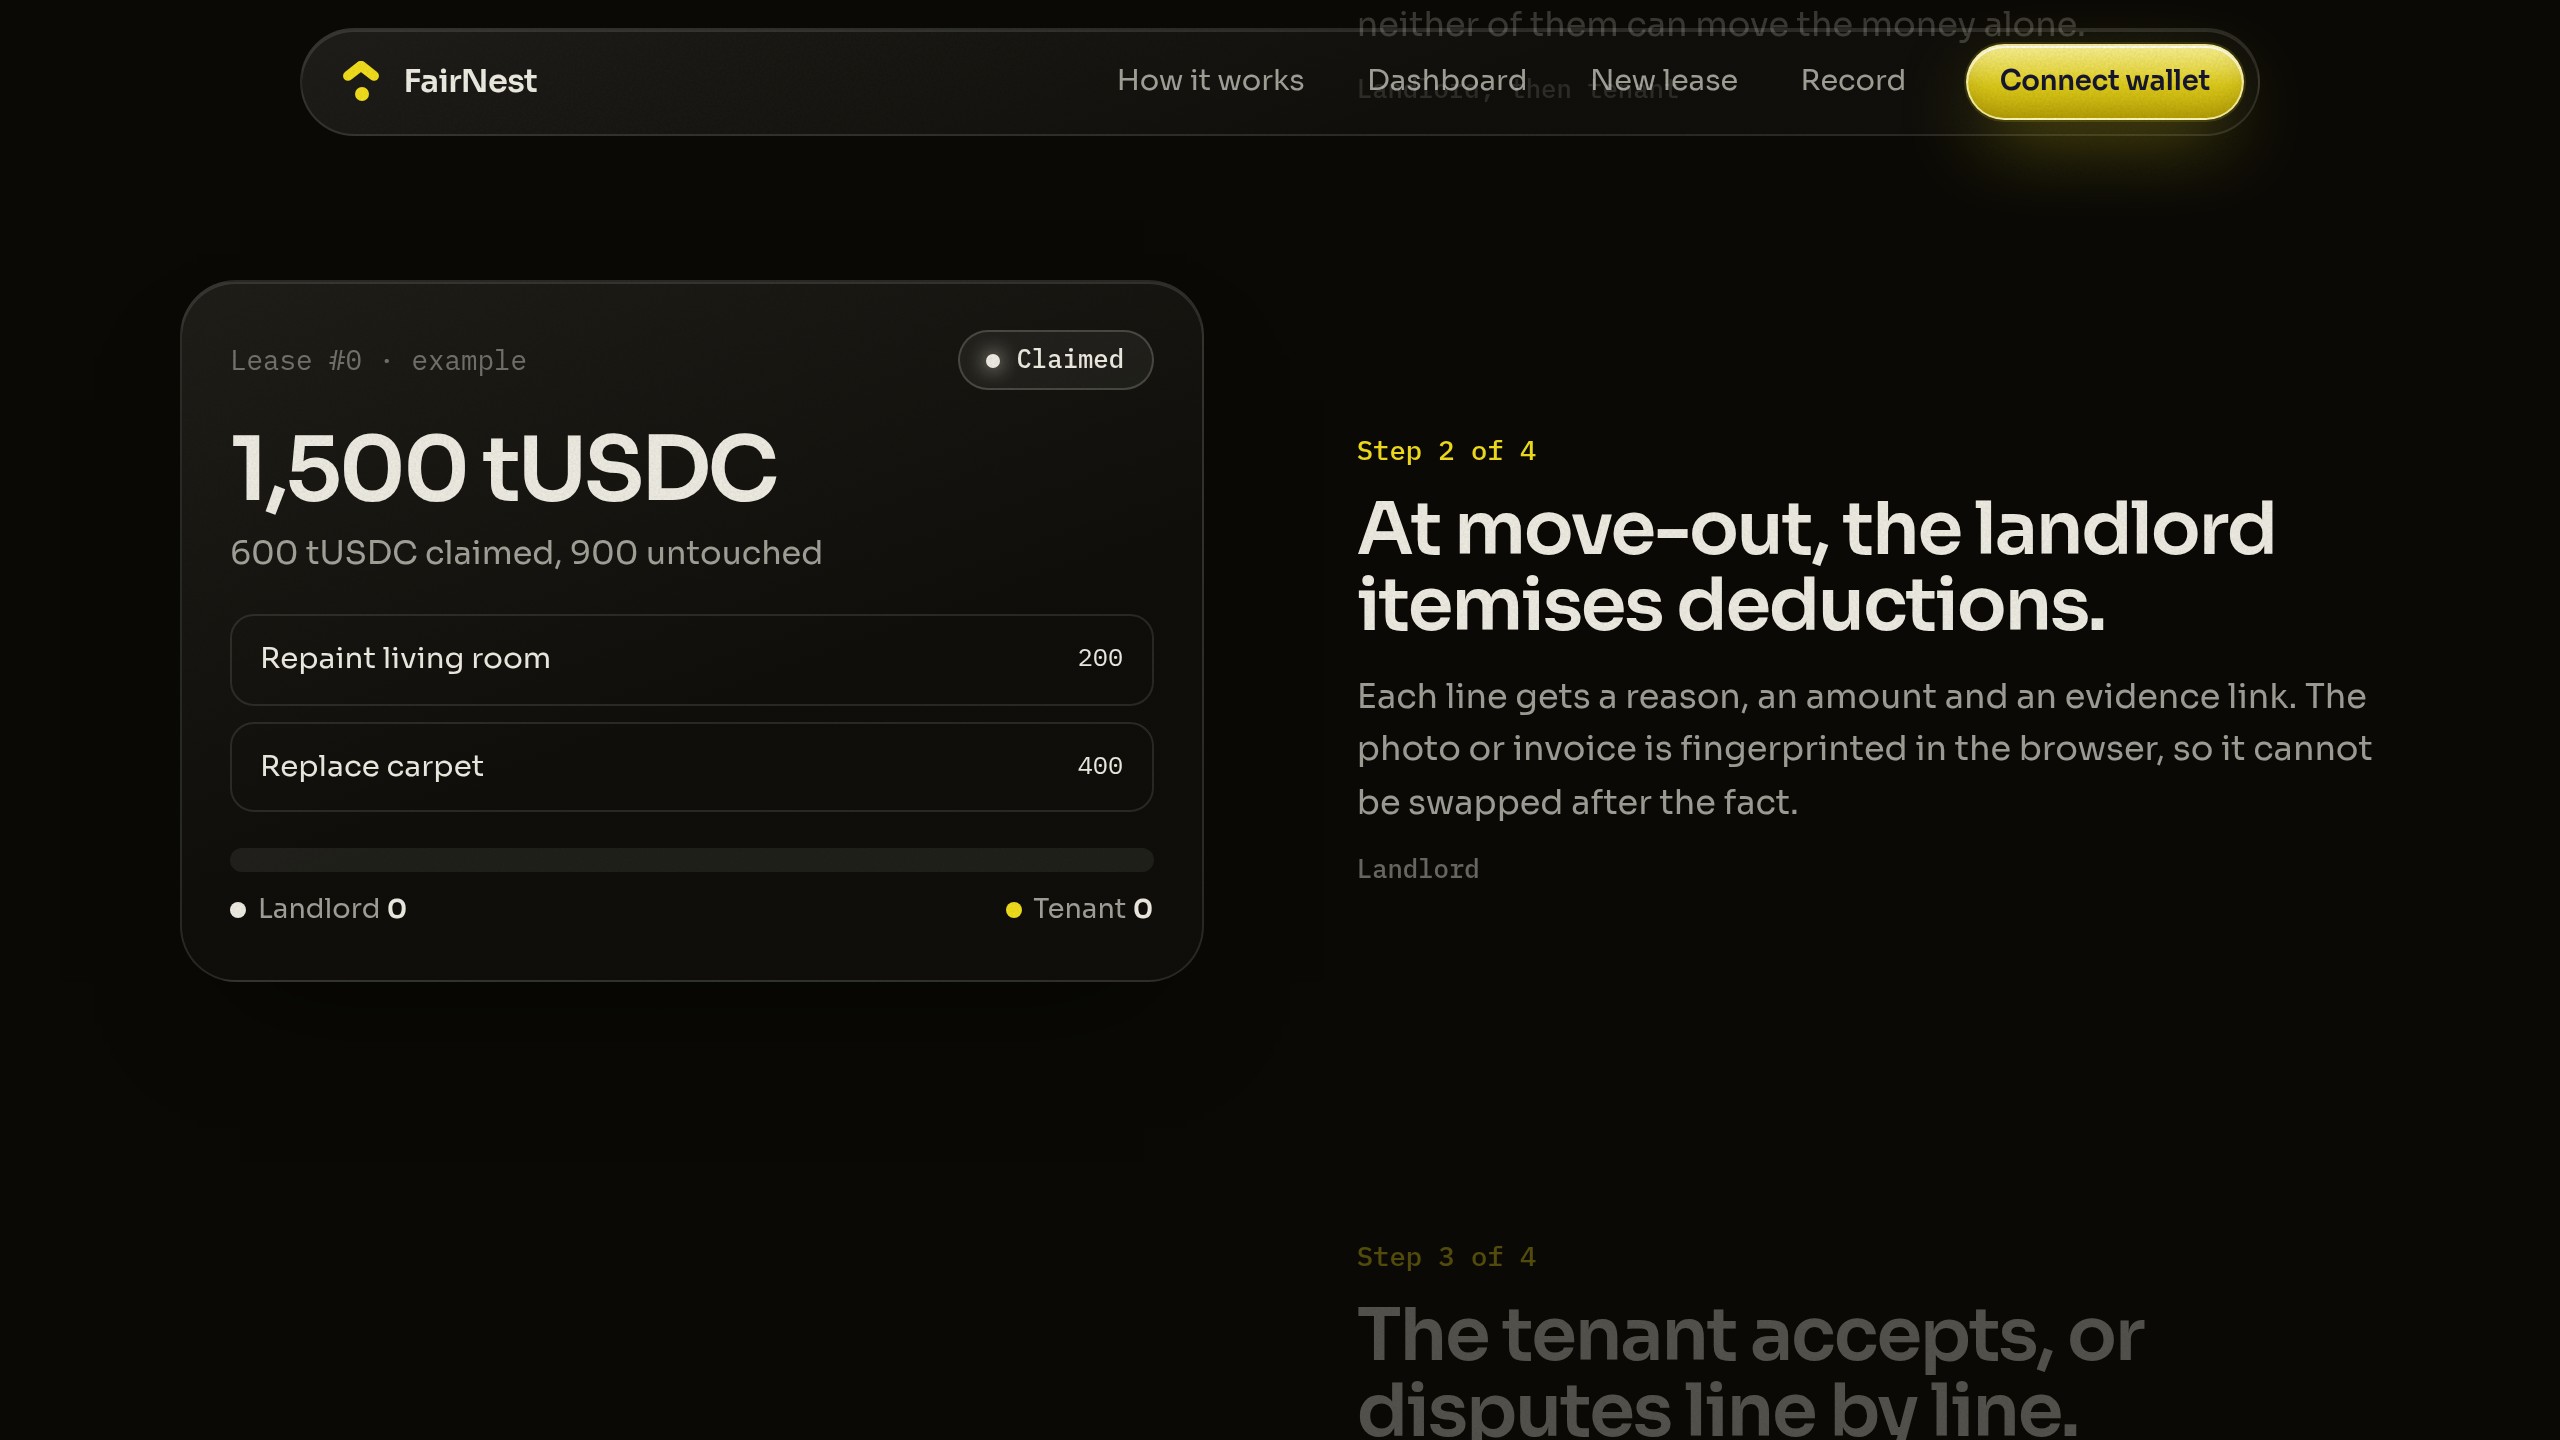 neither of them can move the money alone.
FairNest
How it works
Dashboard
New lease
Record
Connect wallet
Landlord, then tenant
Lease #0 · example
Claimed
1,500 tUSDC
600 tUSDC claimed, 900 untouched
Repaint living room
200
Replace carpet
400
Landlord 0
Tenant 0
Step 2 of 4
At move-out, the landlord
itemises deductions.
Each line gets a reason, an amount and an evidence link. The
photo or invoice is fingerprinted in the browser, so it cannot
be swapped after the fact.
Landlord
Step 3 of 4
The tenant accepts, or
disputes line by line.